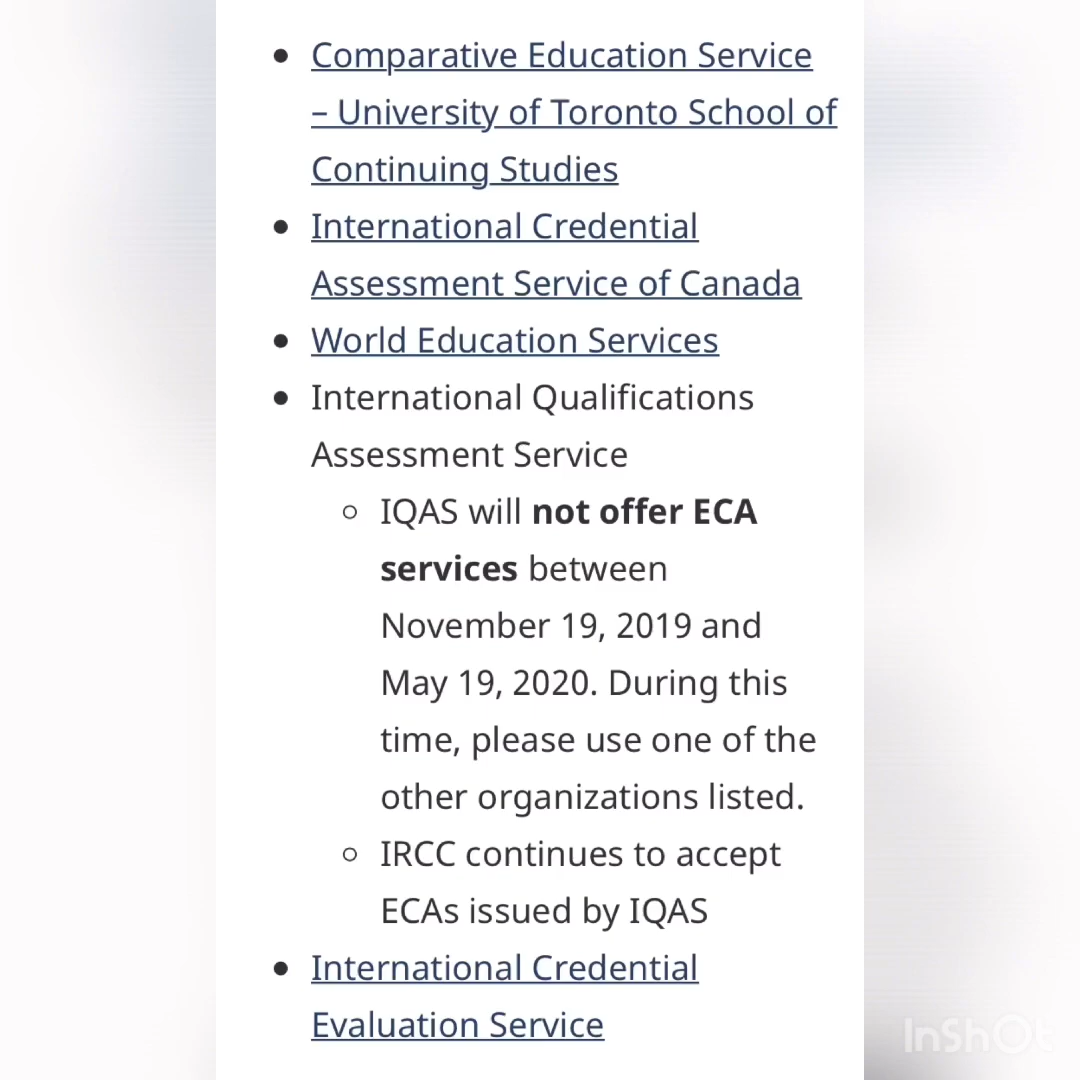 Comparative Education Service
– University of Toronto School of
Continuing Studies
International Credential
Assessment Service of Canada
World Education Services
International Qualifications
Assessment Service
IQAS will not offer ECA
services between
November 19, 2019 and
May 19, 2020. During this
time, please use one of the
other organizations listed.
IRCC continues to accept
ECAs issued by IQAS
International Credential
Evaluation Service
InShOt